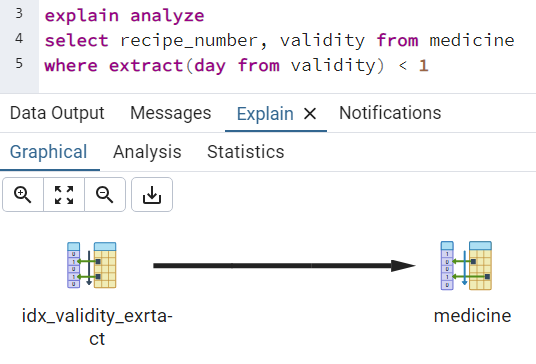 3 explain analyze
4 select recipe_number, validity from medicine
5 where extract(day from validity) < 1
Data Output Messages Explain × Notifications
Graphical Analysis Statistics
idx_validity_exrta-
ct
medicine